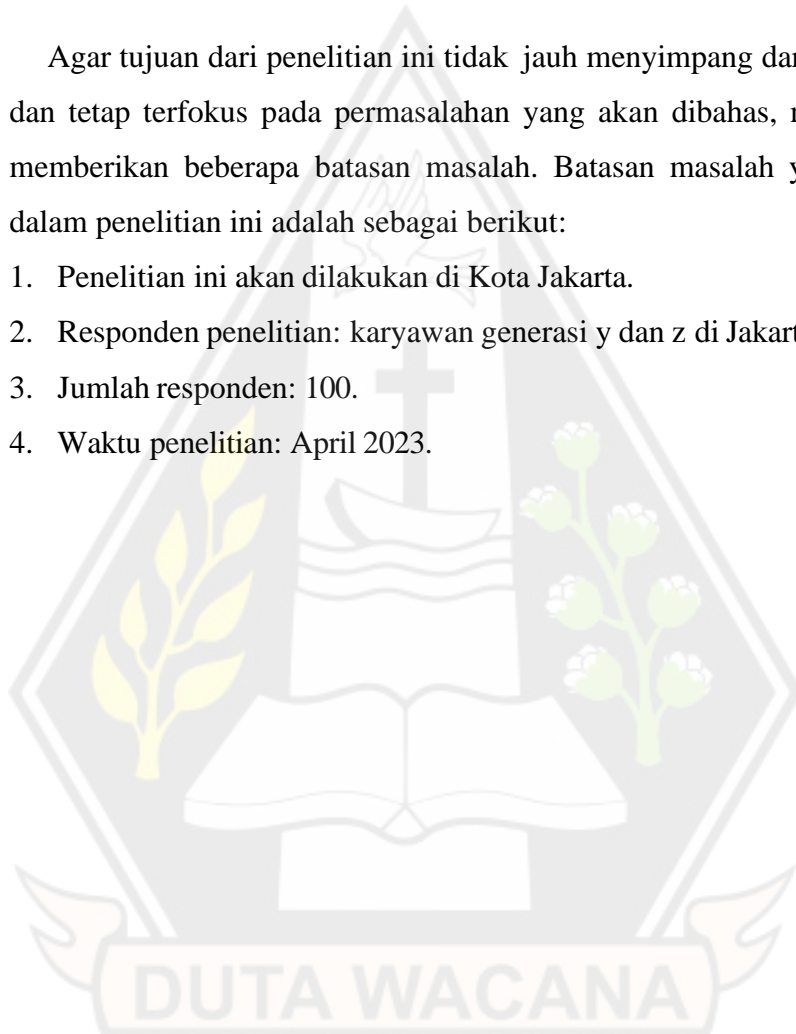 Agar tujuan dari penelitian ini tidak jauh menyimpang
dan tetap terfokus pada permasalahan yang akan dibahas,
memberikan beberapa batasan masalah. Batasan masalah
dalam penelitian ini adalah sebagai berikut:
1. Penelitian ini akan dilakukan di Kota Jakarta.
2. Responden penelitian: karyawan generasi y dan z di
3. Jumlah responden: 100.
4. Waktu penelitian: April 2023.
DUTA WACANA